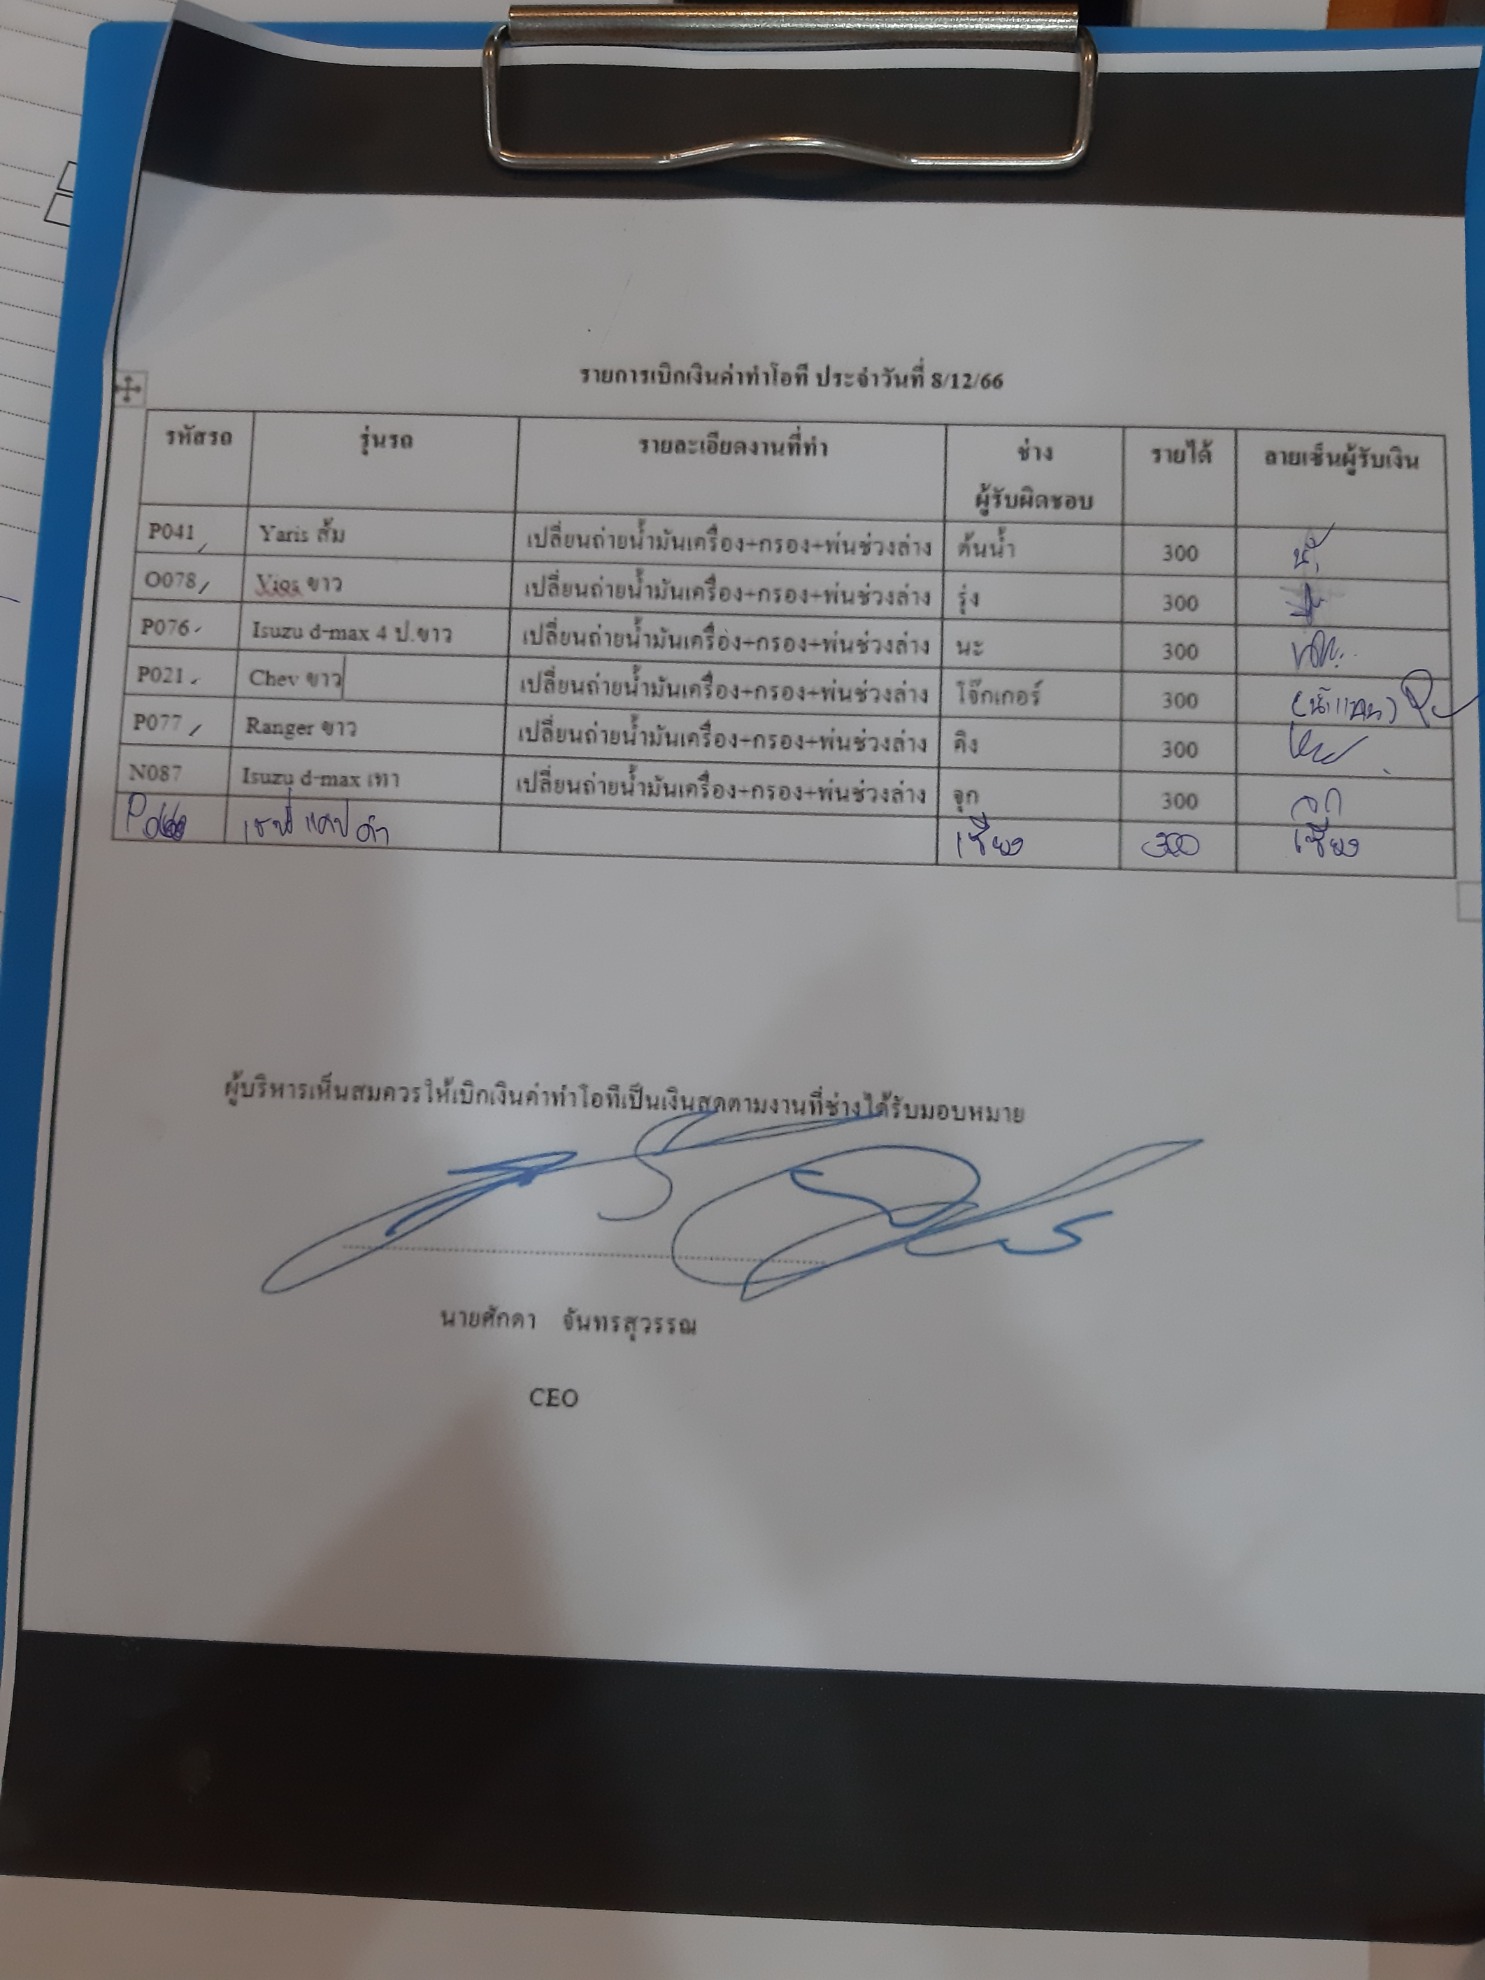 รายการเบิกเงินค่าทำโอที ประจำวันที่ 8/12/66
รหัสรถ รุ่นรถ รายละเอียดงานที่ทำ ช่าง ผู้รับผิดชอบ รายได้ ลายเซ็นผู้รับเงิน
P041 Yaris ส้ม เปลี่ยนถ่ายน้ำมันเครื่อง+กรอง+พ่นช่วงล่าง ต้นน้ำ 300
O078 Vios ขาว เปลี่ยนถ่ายน้ำมันเครื่อง+กรอง+พ่นช่วงล่าง รุ่ง 300
P076 Isuzu d-max 4 ป.ขาว เปลี่ยนถ่ายน้ำมันเครื่อง+กรอง+พ่นช่วงล่าง นะ 300
P021 Chev ขาว เปลี่ยนถ่ายน้ำมันเครื่อง+กรอง+พ่นช่วงล่าง โจ๊กเกอร์ 300
P077 Ranger ขาว เปลี่ยนถ่ายน้ำมันเครื่อง+กรอง+พ่นช่วงล่าง คิง 300
N087 Isuzu d-max เทา เปลี่ยนถ่ายน้ำมันเครื่อง+กรอง+พ่นช่วงล่าง จุก 300 จุก
แคปดำ เซียง 300 เซียง
ผู้บริหารเห็นสมควรให้เบิกเงินค่าทำโอทีเป็นเงินสดตามงานที่ช่างได้รับมอบหมาย
นายศักดา จันทรสุวรรณ
CEO